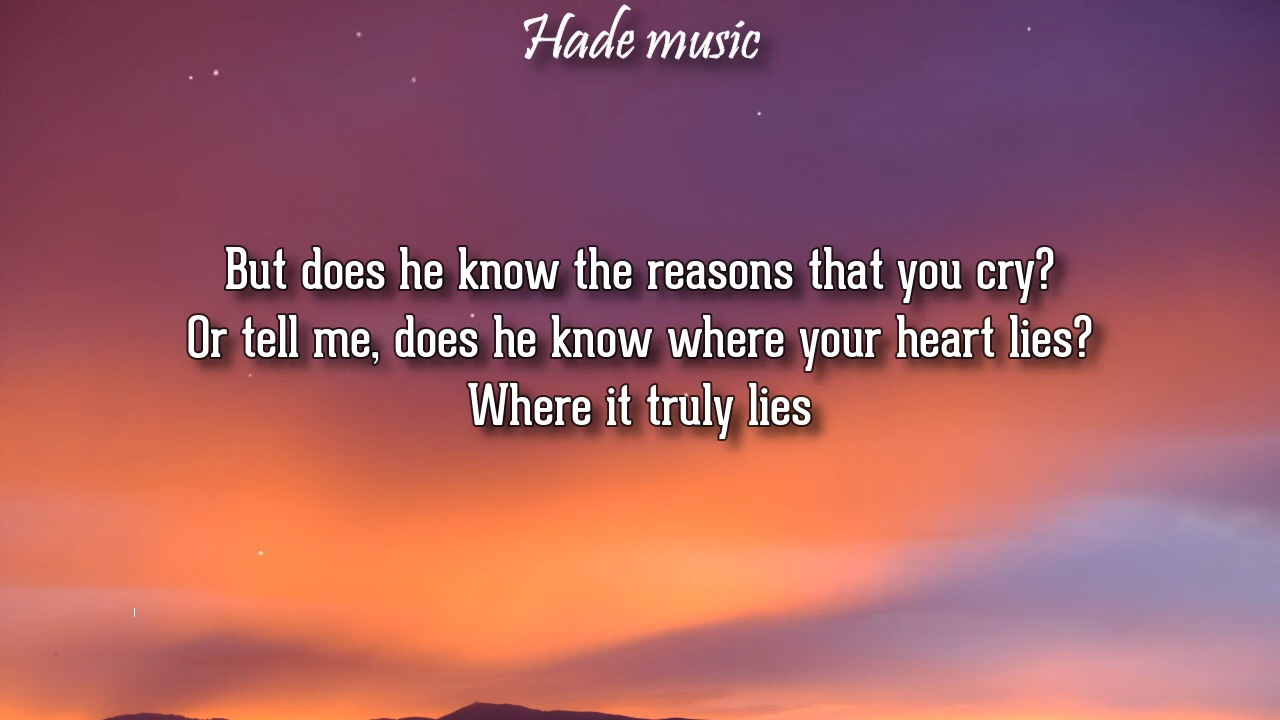 Hade music
But does he know the reasons that you cry?
Or tell me, does he know where your heart lies?
Where it truly lies